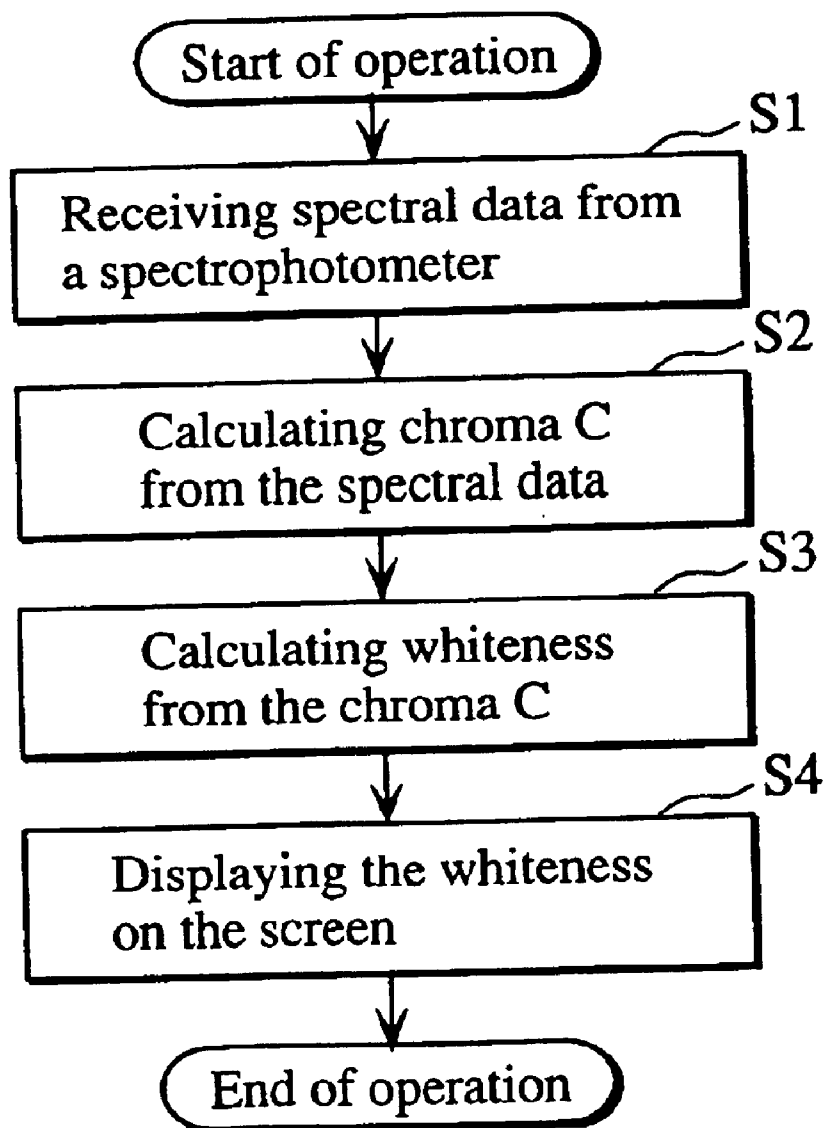 Start of operation
S1
Receiving spectral data from
a spectrophotometer
S2
Calculating chroma C
from the spectral data
S3
Calculating whiteness
from the chroma C
S4
Displaying the whiteness
on the screen
End of operation